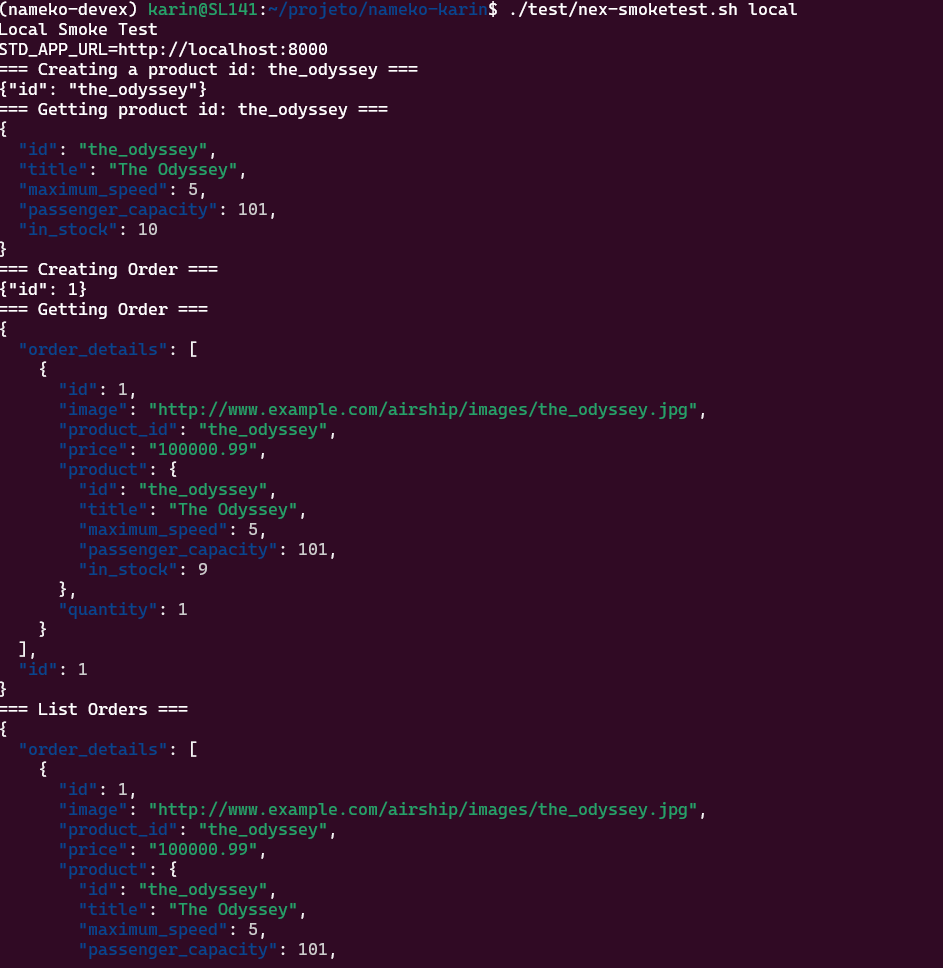 (nameko-devex) karin@SL141:~/projeto/nameko-karin$ ./test/nex-smoketest.sh local
Local Smoke Test
STD_APP_URL=http://localhost:8000
=== Creating a product id: the_odyssey ===
{"id": "the_odyssey"}
=== Getting product id: the_odyssey ===
{
  "id": "the_odyssey",
  "title": "The Odyssey",
  "maximum_speed": 5,
  "passenger_capacity": 101,
  "in_stock": 10
}
=== Creating Order ===
{"id": 1}
=== Getting Order ===
{
  "order_details": [
    {
      "id": 1,
      "image": "http://www.example.com/airship/images/the_odyssey.jpg",
      "product_id": "the_odyssey",
      "price": "100000.99",
      "product": {
        "id": "the_odyssey",
        "title": "The Odyssey",
        "maximum_speed": 5,
        "passenger_capacity": 101,
        "in_stock": 9
      },
      "quantity": 1
    }
  ],
  "id": 1
}
=== List Orders ===
{
  "order_details": [
    {
      "id": 1,
      "image": "http://www.example.com/airship/images/the_odyssey.jpg",
      "product_id": "the_odyssey",
      "price": "100000.99",
      "product": {
        "id": "the_odyssey",
        "title": "The Odyssey",
        "maximum_speed": 5,
        "passenger_capacity": 101,